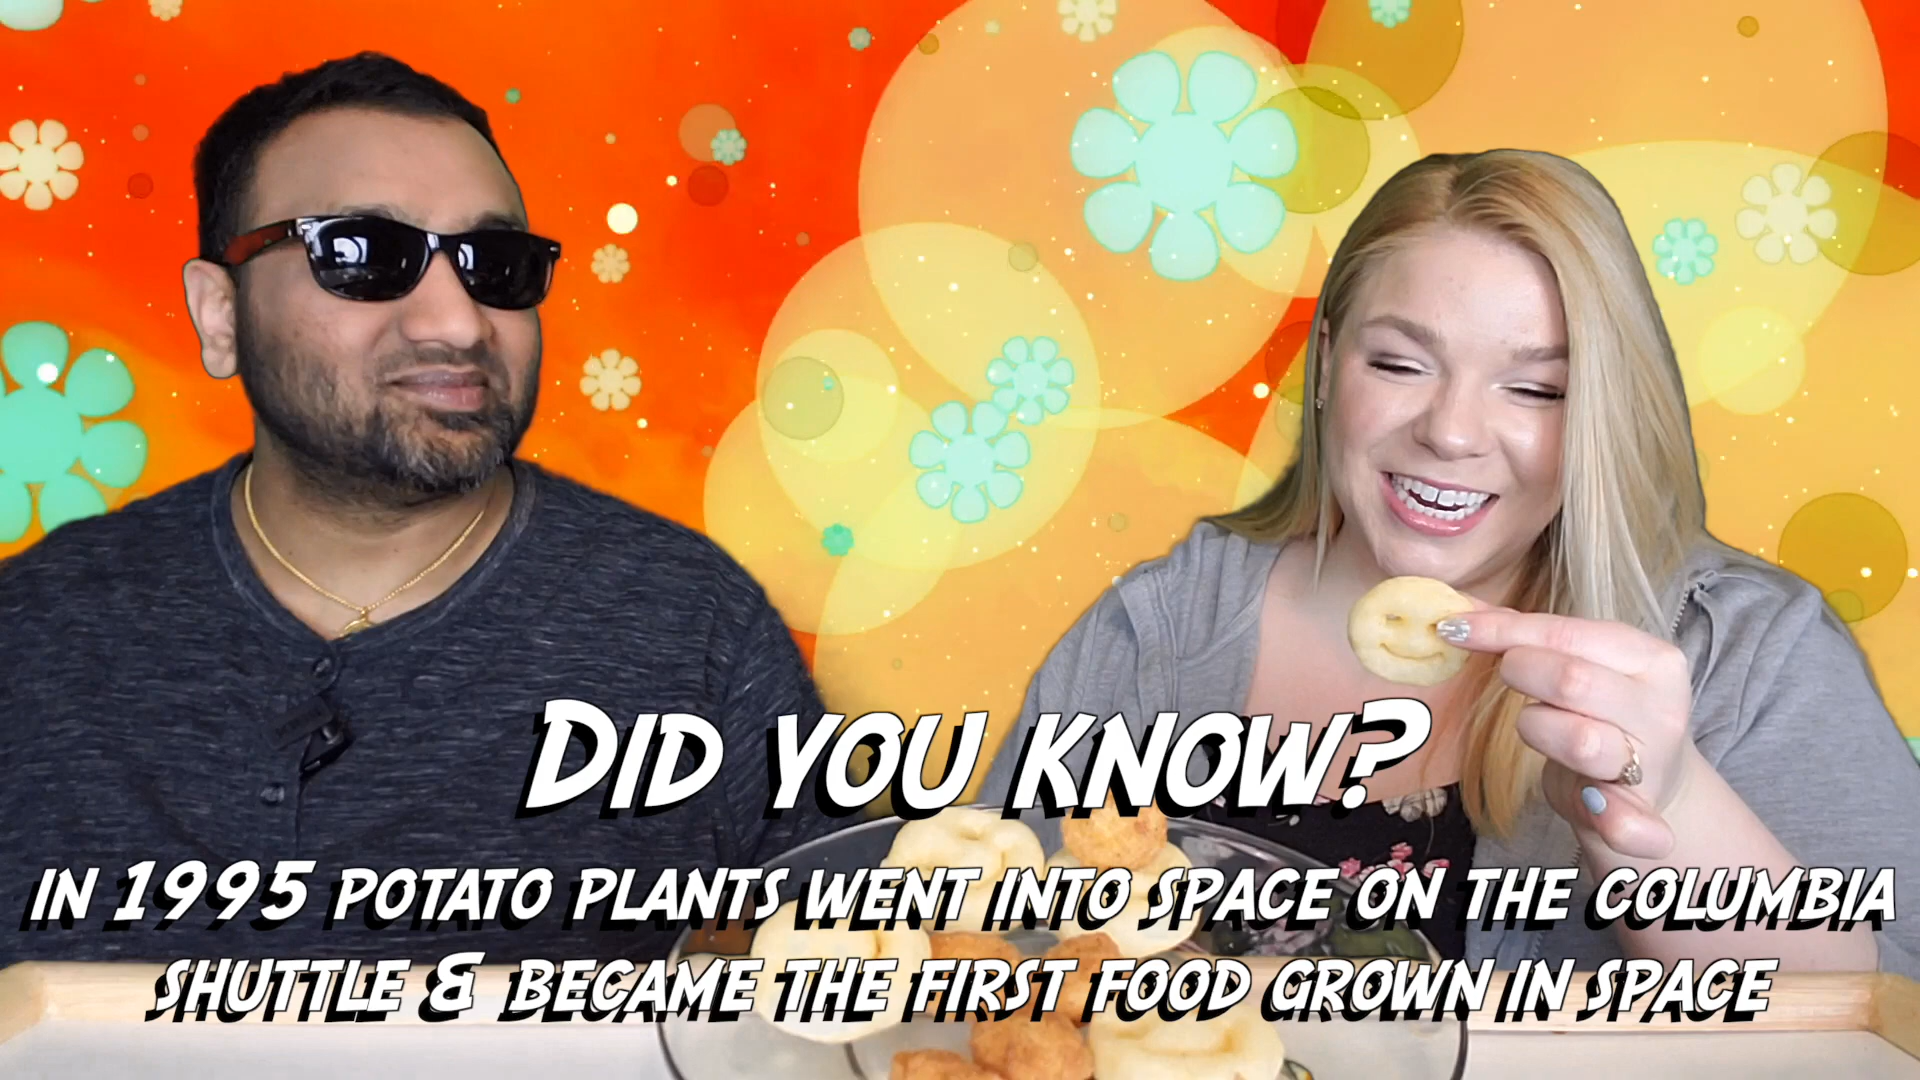 DID YOU KNOW?
IN 1995 POTATO PLANTS WENT INTO SPACE ON THE COLUMBIA
SHUTTLE & BECAME THE FIRST FOOD GROWN IN SPACE